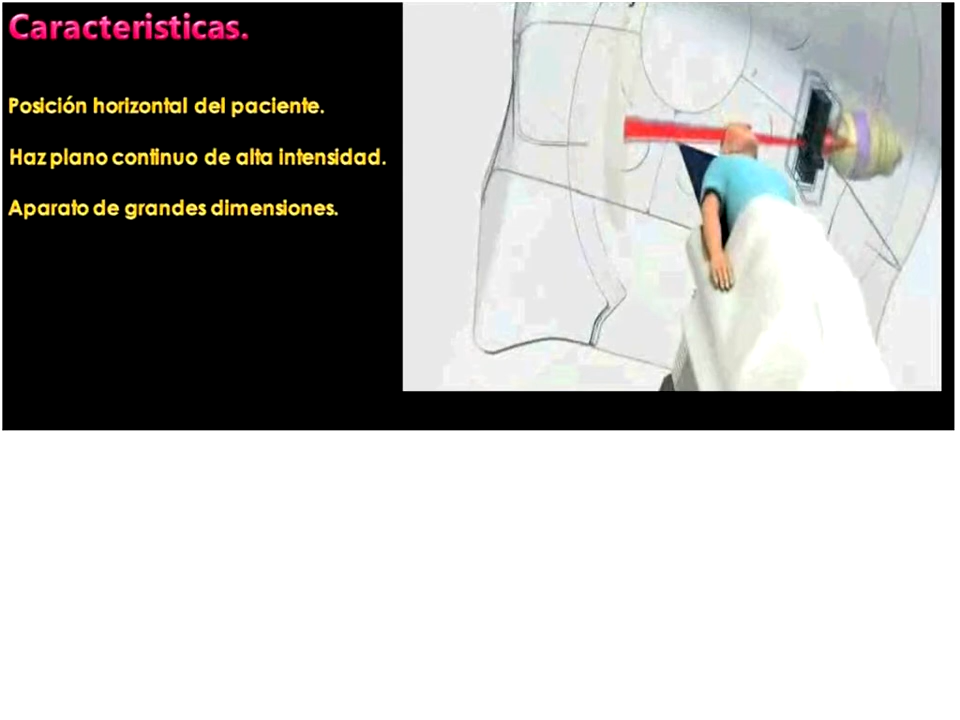 Caracteristicas.
Posición horizontal del paciente.
Haz plano continuo de alta intensidad.
Aparato de grandes dimensiones.